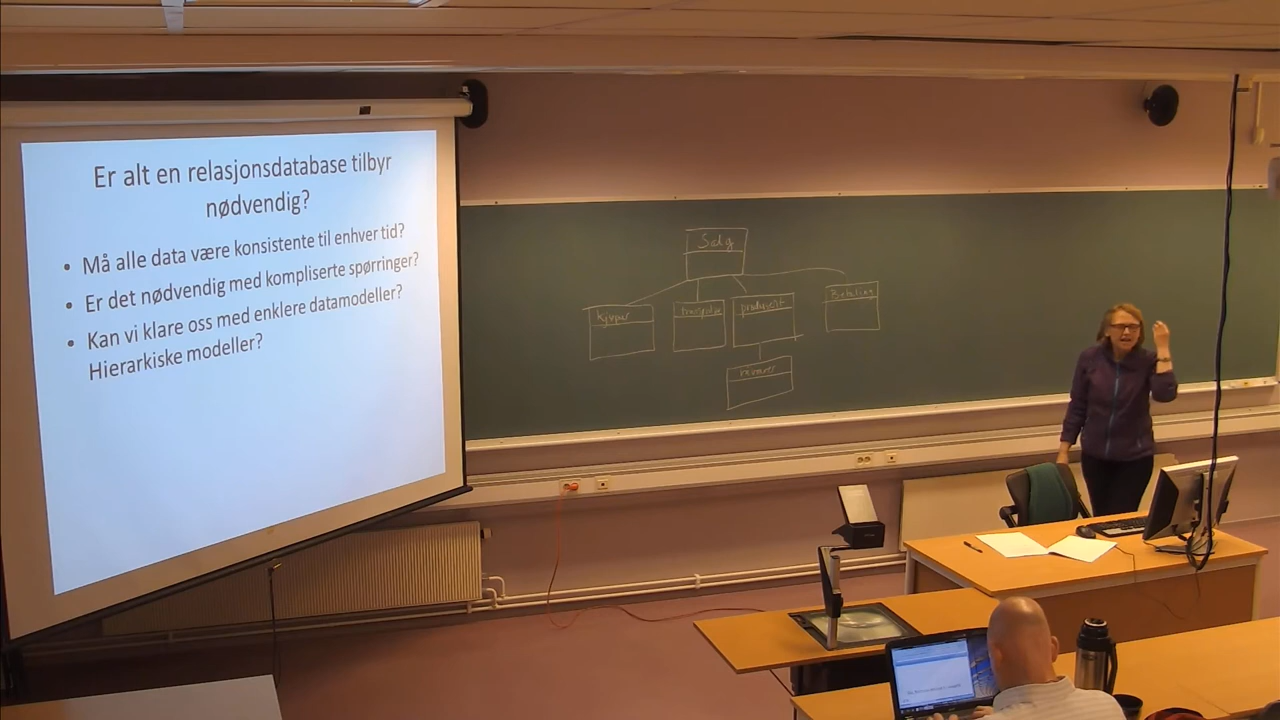 Er alt en relasjonsdatabase tilbyr
nødvendig?
• Må alle data være konsistente til enhver tid?
• Er det nødvendig med kompliserte spørringer?
• Kan vi klare oss med enklere datamodeller?
Hierarkiske modeller?
Salg
kjøper
produsent
Betaling